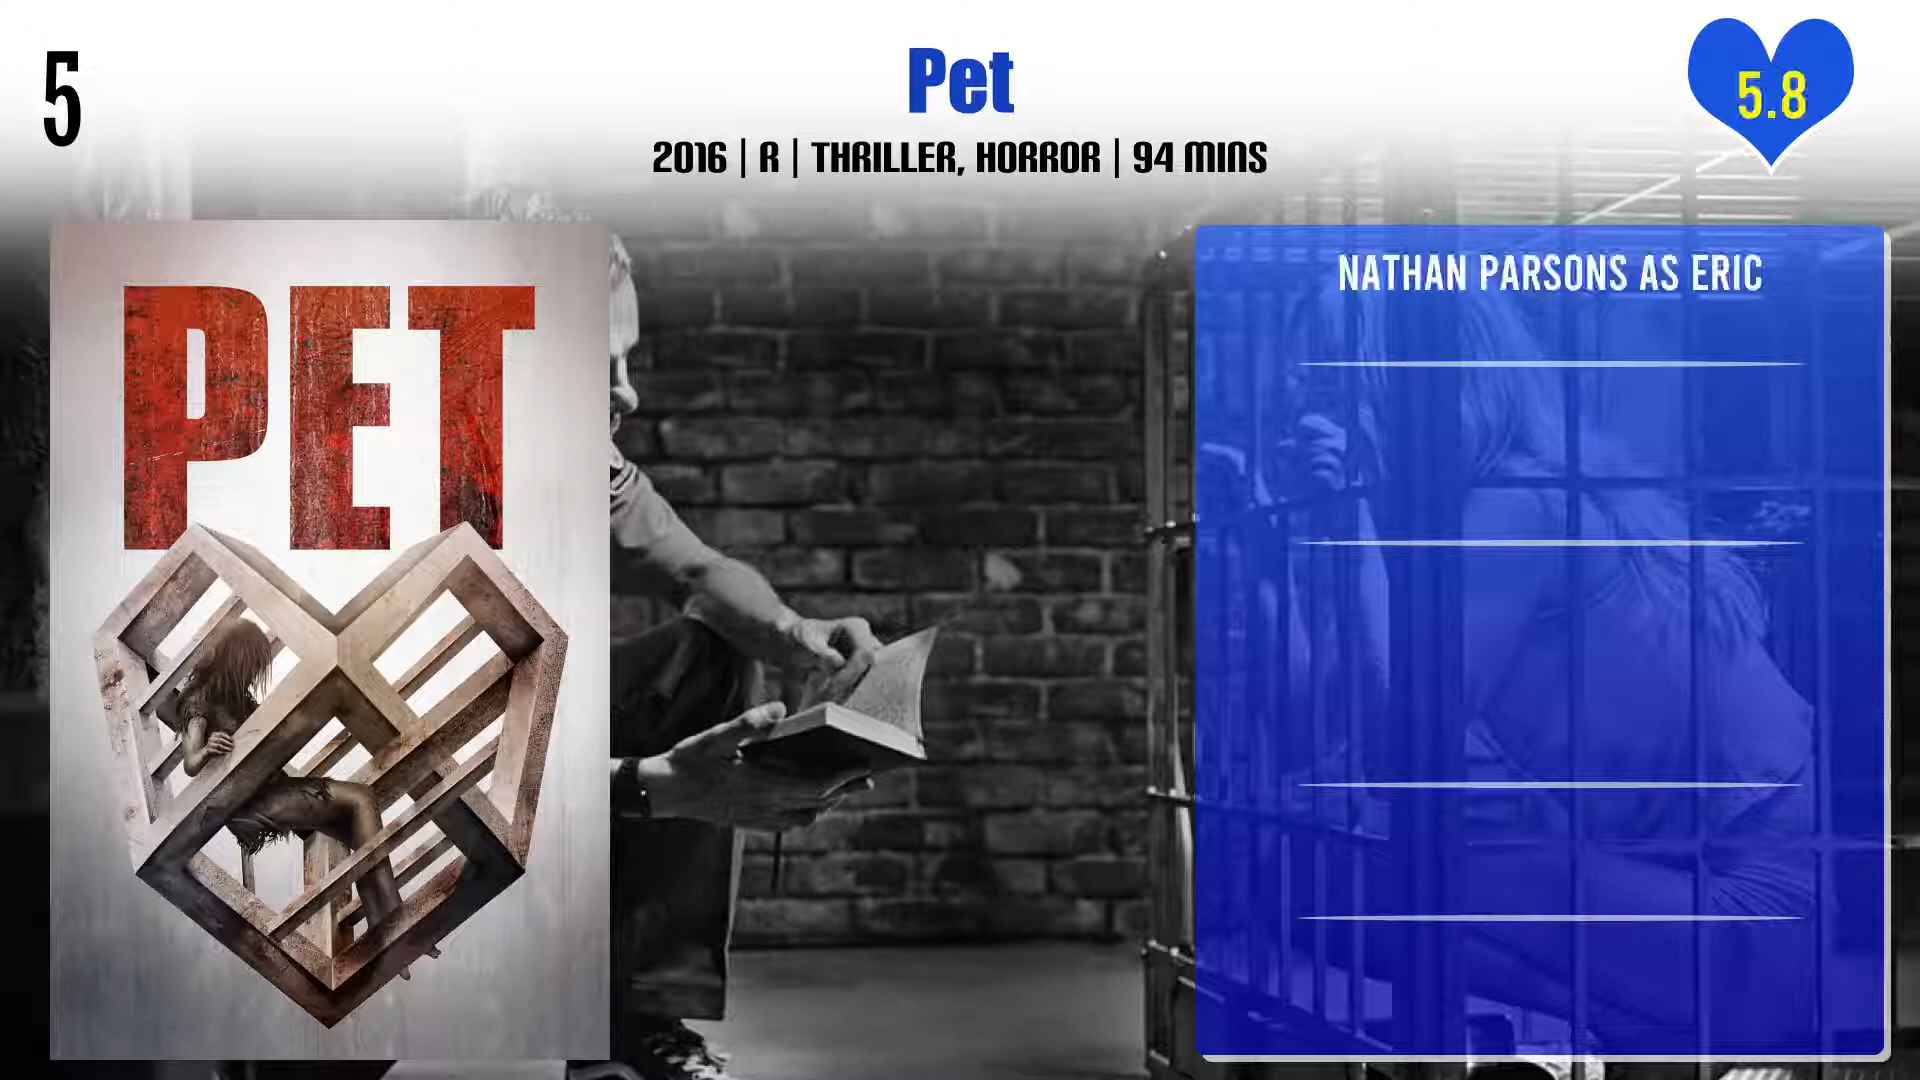 5
Pet
5.8
2016 | R | THRILLER, HORROR | 94 MINS
PET
NATHAN PARSONS AS ERIC